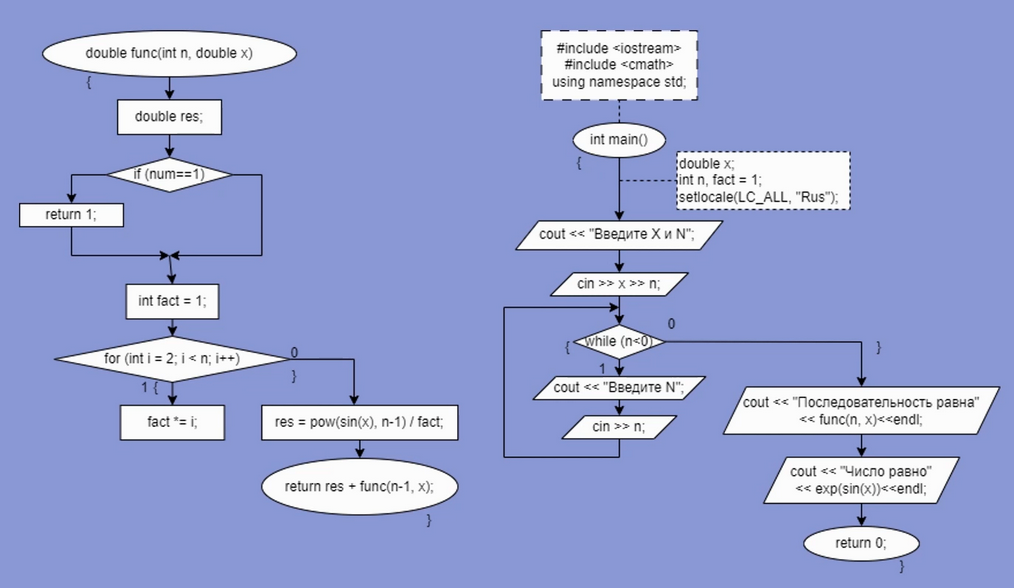 double func(int n, double x)
{
double res;
if (num==1)
return 1;
int fact = 1;
for (int i = 2; i < n; i++)
0
}
1 {
fact *= i;
res = pow(sin(x), n-1) / fact;
return res + func(n-1, x);
}
#include <iostream>
#include <cmath>
using namespace std;
int main()
{
double x;
int n, fact = 1;
setlocale(LC_ALL, "Rus");
cout << "Введите X и N";
cin >> x >> n;
while (n<0)
0
{
}
1
cout << "Введите N";
cin >> n;
cout << "Последовательность равна"
<< func(n, x)<<endl;
cout << "Число равно"
<< exp(sin(x))<<endl;
return 0;
}